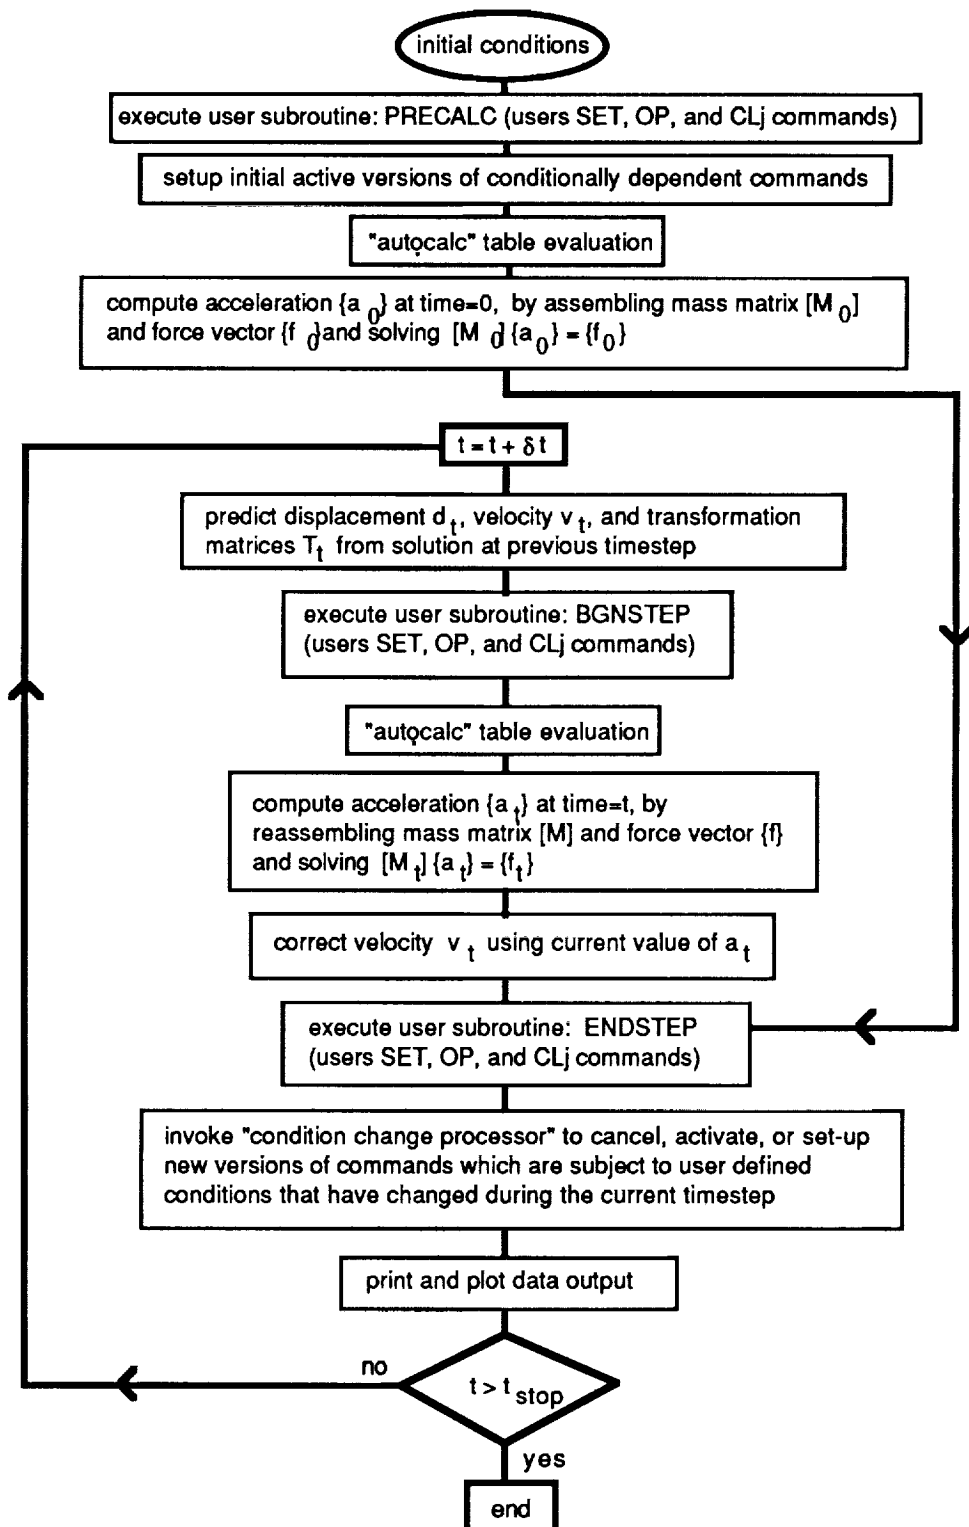 initial conditions
execute user subroutine: PRECALC (users SET, OP, and CLj commands)
setup initial active versions of conditionally dependent commands
"autocalc" table evaluation
compute acceleration {a 0} at time=0, by assembling mass matrix [M 0]
and force vector {f 0} and solving [M 0] {a 0} = {f 0}
t = t + δ t
predict displacement d t, velocity v t, and transformation
matrices T t from solution at previous timestep
execute user subroutine: BGNSTEP
(users SET, OP, and CLj commands)
"autocalc" table evaluation
compute acceleration {a t} at time=t, by
reassembling mass matrix [M] and force vector {f}
and solving [M t] {a t} = {f t}
correct velocity v t using current value of a t
execute user subroutine: ENDSTEP
(users SET, OP, and CLj commands)
invoke "condition change processor" to cancel, activate, or set-up
new versions of commands which are subject to user defined
conditions that have changed during the current timestep
print and plot data output
no
t > t stop
yes
end